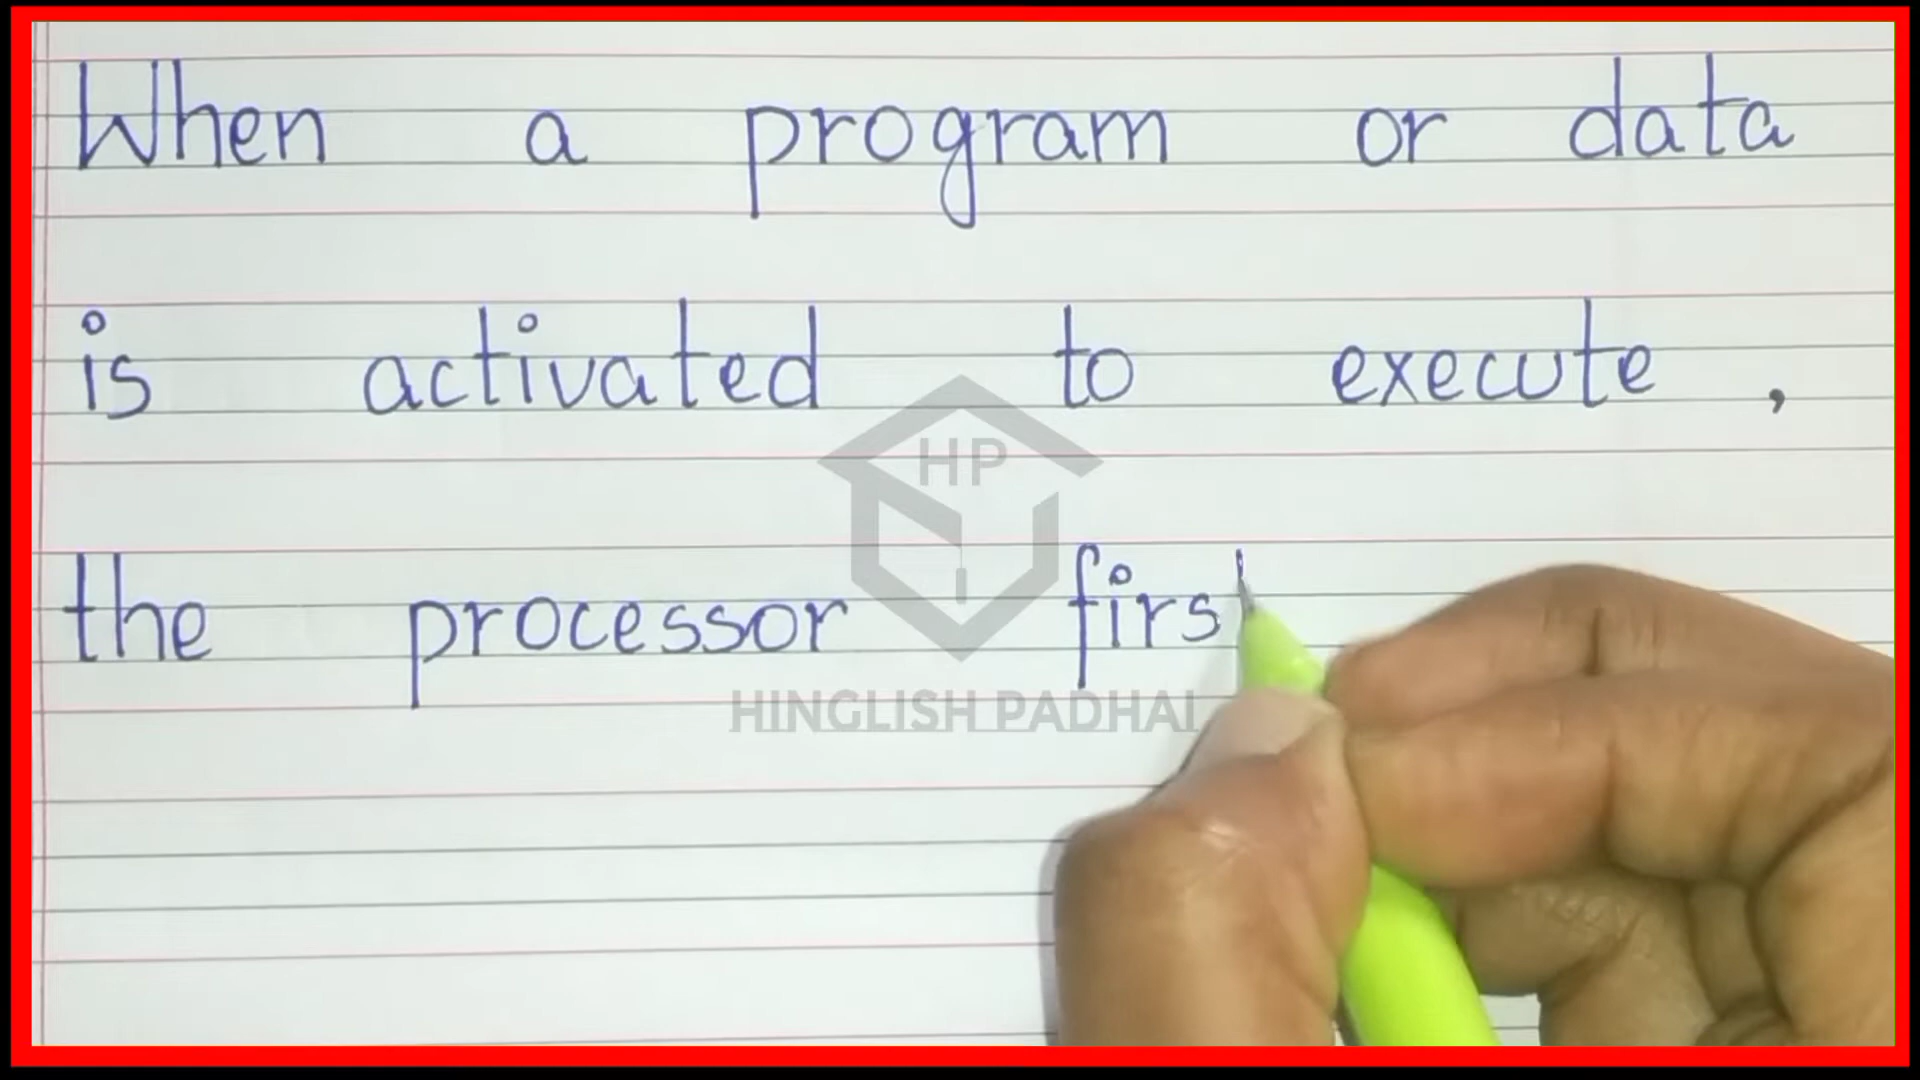 When a program or data
is activated to execute,
the processor firs
HP
HINGLISH PADHAI